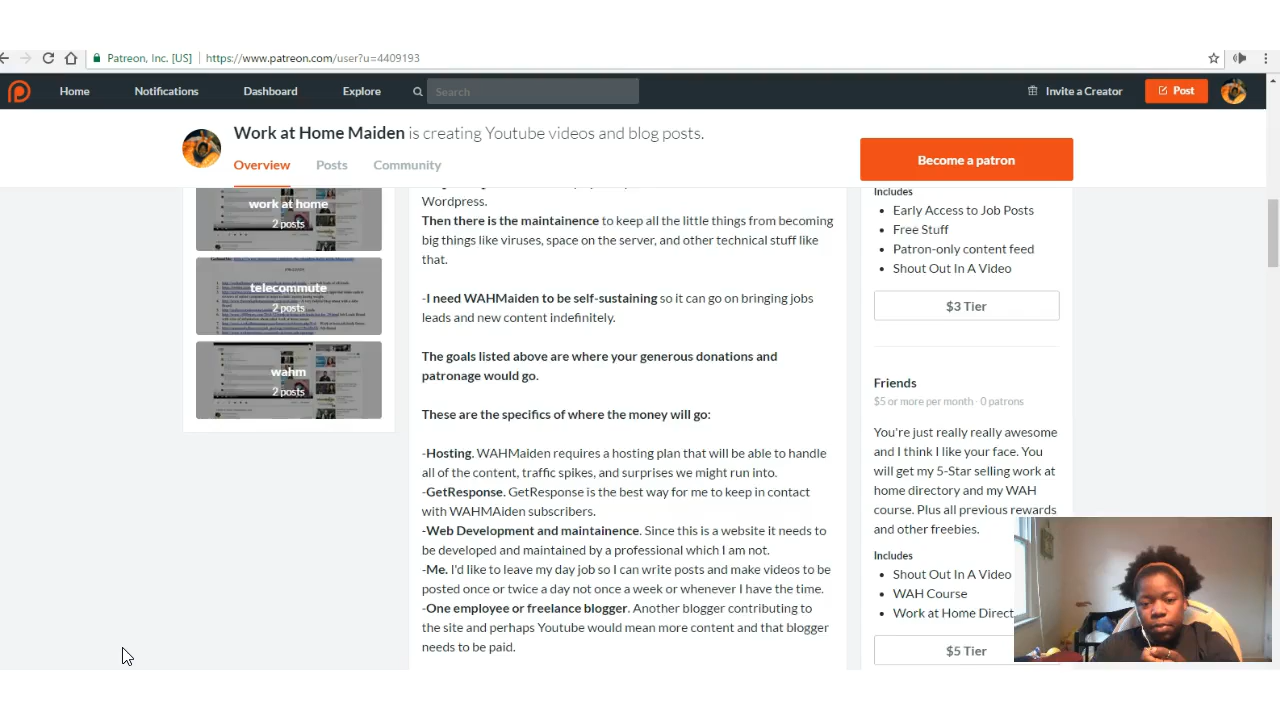 Patreon, Inc. [US] https://www.patreon.com/user?u=4409193
Home Notifications Dashboard Explore Search Invite a Creator Post
Work at Home Maiden is creating Youtube videos and blog posts.
Overview Posts Community
Become a patron
work at home
2 posts
telecommute
2 posts
wahm
2 posts
Wordpress.
Then there is the maintainence to keep all the little things from becoming
big things like viruses, space on the server, and other technical stuff like
that.
-I need WAHMaiden to be self-sustaining so it can go on bringing jobs
leads and new content indefinitely.
The goals listed above are where your generous donations and
patronage would go.
These are the specifics of where the money will go:
-Hosting. WAHMaiden requires a hosting plan that will be able to handle
all of the content, traffic spikes, and surprises we might run into.
-GetResponse. GetResponse is the best way for me to keep in contact
with WAHMAiden subscribers.
-Web Development and maintainence. Since this is a website it needs to
be developed and maintained by a professional which I am not.
-Me. I'd like to leave my day job so I can write posts and make videos to be
posted once or twice a day not once a week or whenever I have the time.
-One employee or freelance blogger. Another blogger contributing to
the site and perhaps Youtube would mean more content and that blogger
needs to be paid.
Includes
Early Access to Job Posts
Free Stuff
Patron-only content feed
Shout Out In A Video
$3 Tier
Friends
$5 or more per month · 0 patrons
You're just really really awesome
and I think I like your face. You
will get my 5-Star selling work at
home directory and my WAH
course. Plus all previous rewards
and other freebies.
Includes
Shout Out In A Video
WAH Course
Work at Home Direct
$5 Tier